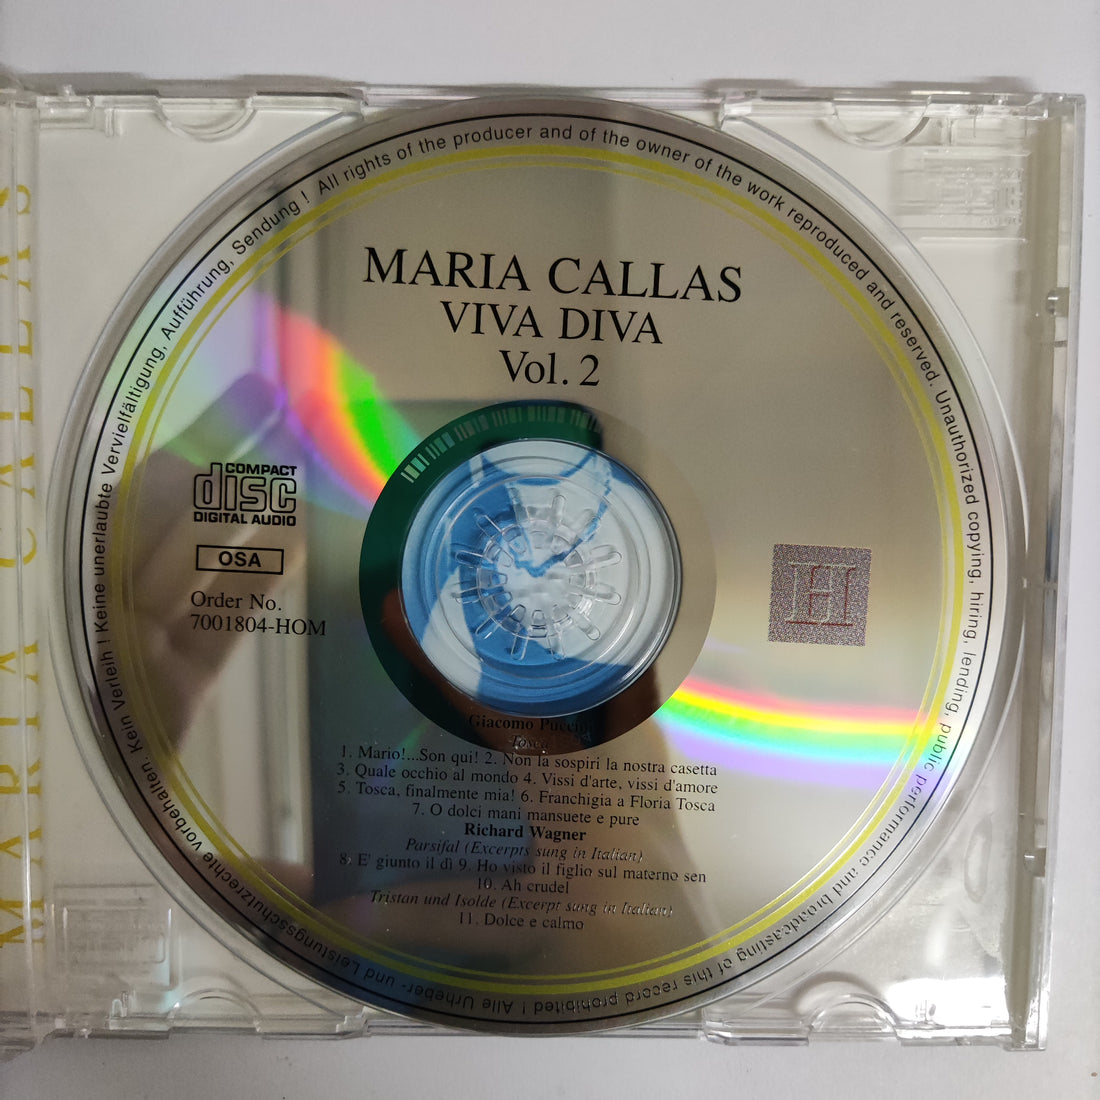 MARIA CALLAS
MARIA CALLAS
VIVA DIVA
Vol. 2
COMPACT
disc
DIGITAL AUDIO
OSA
Order No.
7001804-HOM
H
Giacomo Puccini
Tosca
1. Mario!...Son qui! 2. Non la sospiri la nostra casetta
3. Quale occhio al mondo 4. Vissi d'arte, vissi d'amore
5. Tosca, finalmente mia! 6. Franchigia a Floria Tosca
7. O dolci mani mansuete e pure
Richard Wagner
Parsifal (Excerpts sung in Italian)
8. E' giunto il dì 9. Ho visto il figlio sul materno sen
10. Ah crudel
Tristan und Isolde (Excerpt sung in Italian)
11. Dolce e calmo
All rights of the producer and of the owner of the work reproduced and reserved. Unauthorized copying, hiring, lending, public performance and broadcasting of this record prohibited ! Alle Urheber- und Leistungsschutzrechte vorbehalten. Kein Verleih ! Keine unerlaubte Vervielfältigung, Aufführung, Sendung !